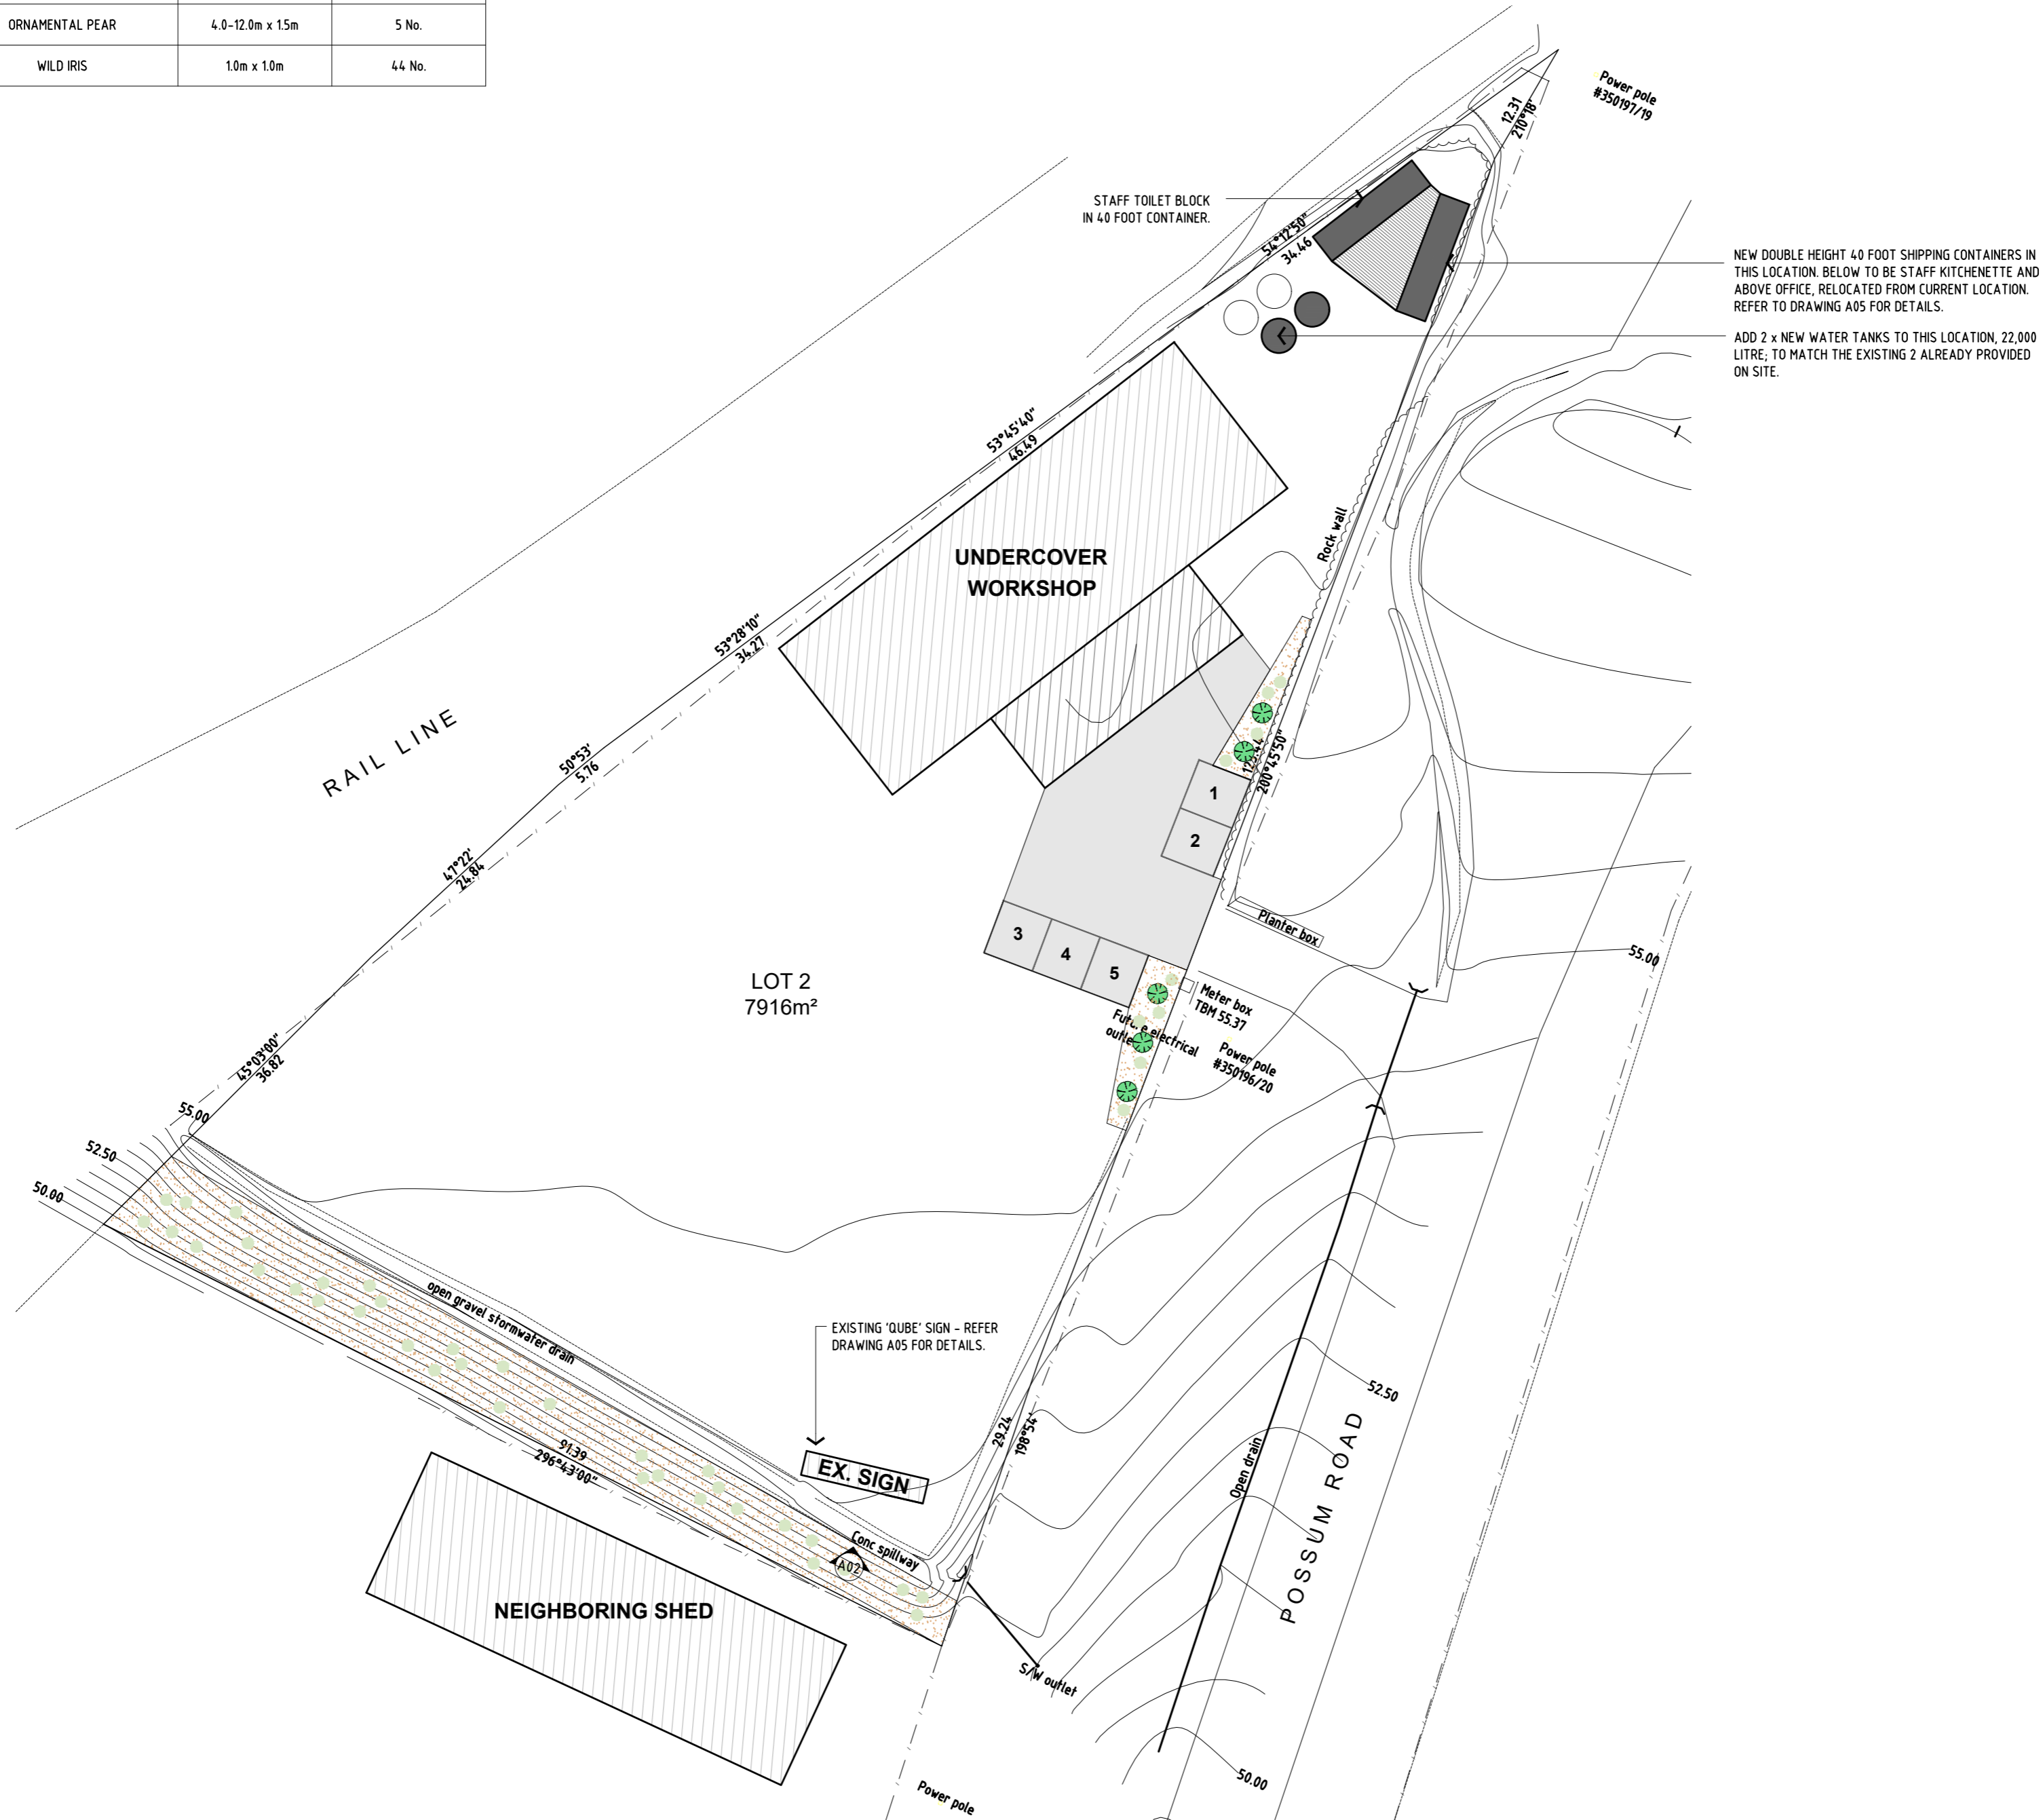 ORNAMENTAL PEAR 4.0-12.0m x 1.5m 5 No.
WILD IRIS 1.0m x 1.0m 44 No.
Power pole
#350197/19
12.31
210°18'
STAFF TOILET BLOCK
IN 40 FOOT CONTAINER.
54°12'50"
34.46
NEW DOUBLE HEIGHT 40 FOOT SHIPPING CONTAINERS IN
THIS LOCATION. BELOW TO BE STAFF KITCHENETTE AND
ABOVE OFFICE, RELOCATED FROM CURRENT LOCATION.
REFER TO DRAWING A05 FOR DETAILS.
ADD 2 x NEW WATER TANKS TO THIS LOCATION, 22,000
LITRE; TO MATCH THE EXISTING 2 ALREADY PROVIDED
ON SITE.
53°45'40"
46.49
Rock wall
UNDERCOVER
WORKSHOP
53°28'10"
34.27
RAIL LINE
50°53'
5.76
200°45'50"
1
2
47°22'
24.84
Planter box
3
4
5
55.00
LOT 2
7916m²
Meter box
TBM 55.37
Future electrical
outlet
Power pole
#350196/20
45°03'00"
36.82
55.00
52.50
50.00
open gravel stormwater drain
EXISTING 'QUBE' SIGN - REFER
DRAWING A05 FOR DETAILS.
52.50
29.24
198°54'
91.39
296°43'00"
EX. SIGN
Open drain
POSSUM ROAD
Conc spillway
A02
NEIGHBORING SHED
S/W outlet
50.00
Power pole